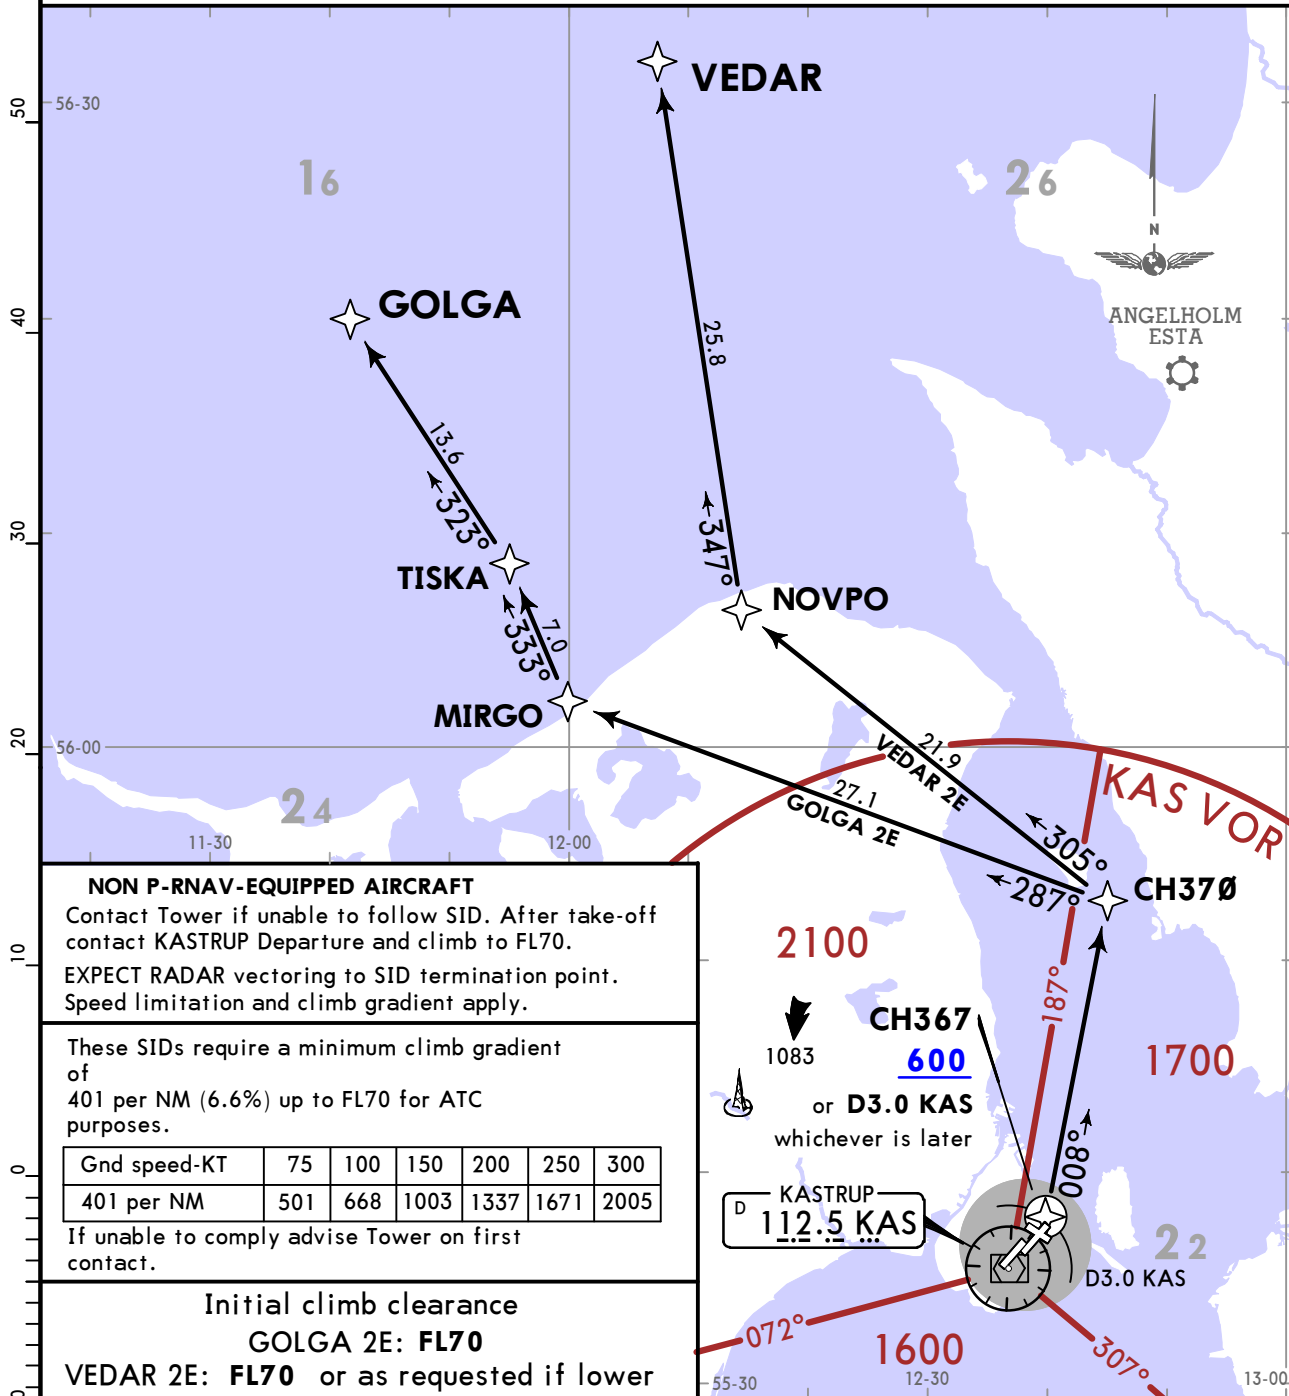 50
56-30
VEDAR
16
26
N
ANGELHOLM
ESTA
40
GOLGA
25.8
13.6
323°
347°
30
TISKA
NOVPO
7.0
333°
MIRGO
20
56-00
21.9
VEDAR 2E
27.1
GOLGA 2E
KAS VOR
24
11-30
12-00
305°
287°
CH37Ø
NON P-RNAV-EQUIPPED AIRCRAFT
Contact Tower if unable to follow SID. After take-off
contact KASTRUP Departure and climb to FL70.
EXPECT RADAR vectoring to SID termination point.
Speed limitation and climb gradient apply.
10
2100
187°
1083
CH367
600
or D3.0 KAS
whichever is later
1700
These SIDs require a minimum climb gradient
of
401 per NM (6.6%) up to FL70 for ATC
purposes.
0
Gnd speed-KT 75 100 150 200 250 300
401 per NM 501 668 1003 1337 1671 2005
If unable to comply advise Tower on first
contact.
008°
KASTRUP
D 112.5 KAS
22
D3.0 KAS
Initial climb clearance
GOLGA 2E: FL70
VEDAR 2E: FL70 or as requested if lower
072°
1600
307°
55-30
12-30
13-00